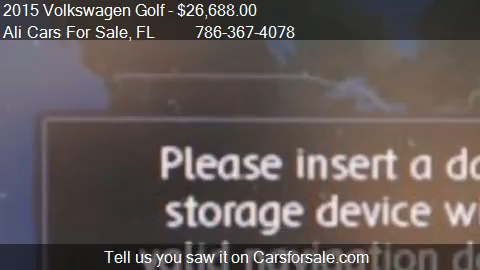 2015 Volkswagen Golf - $26,688.00
Ali Cars For Sale, FL 786-367-4078
Please insert a
storage device
Tell us you saw it on Carsforsale.com